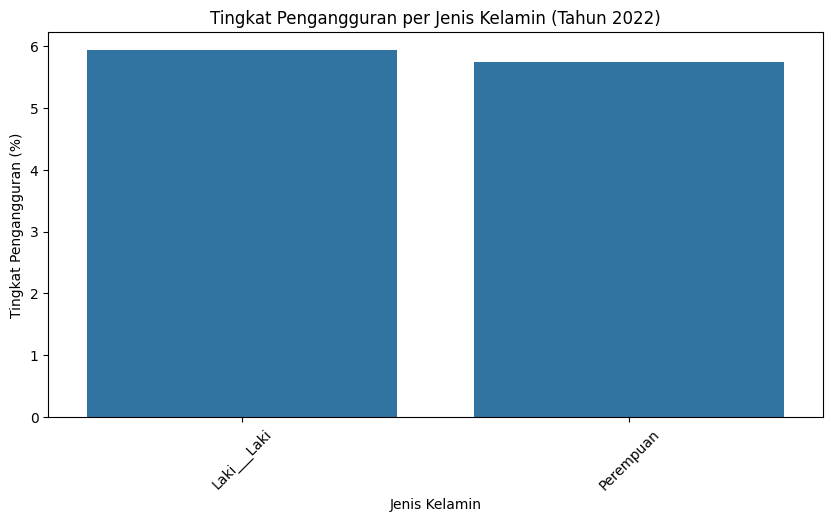 Tingkat Pengangguran per Jenis Kelamin (Tahun 2022)
Tingkat Pengangguran (%)
6
5
4
3
2
1
0
Laki___Laki
Perempuan
Jenis Kelamin